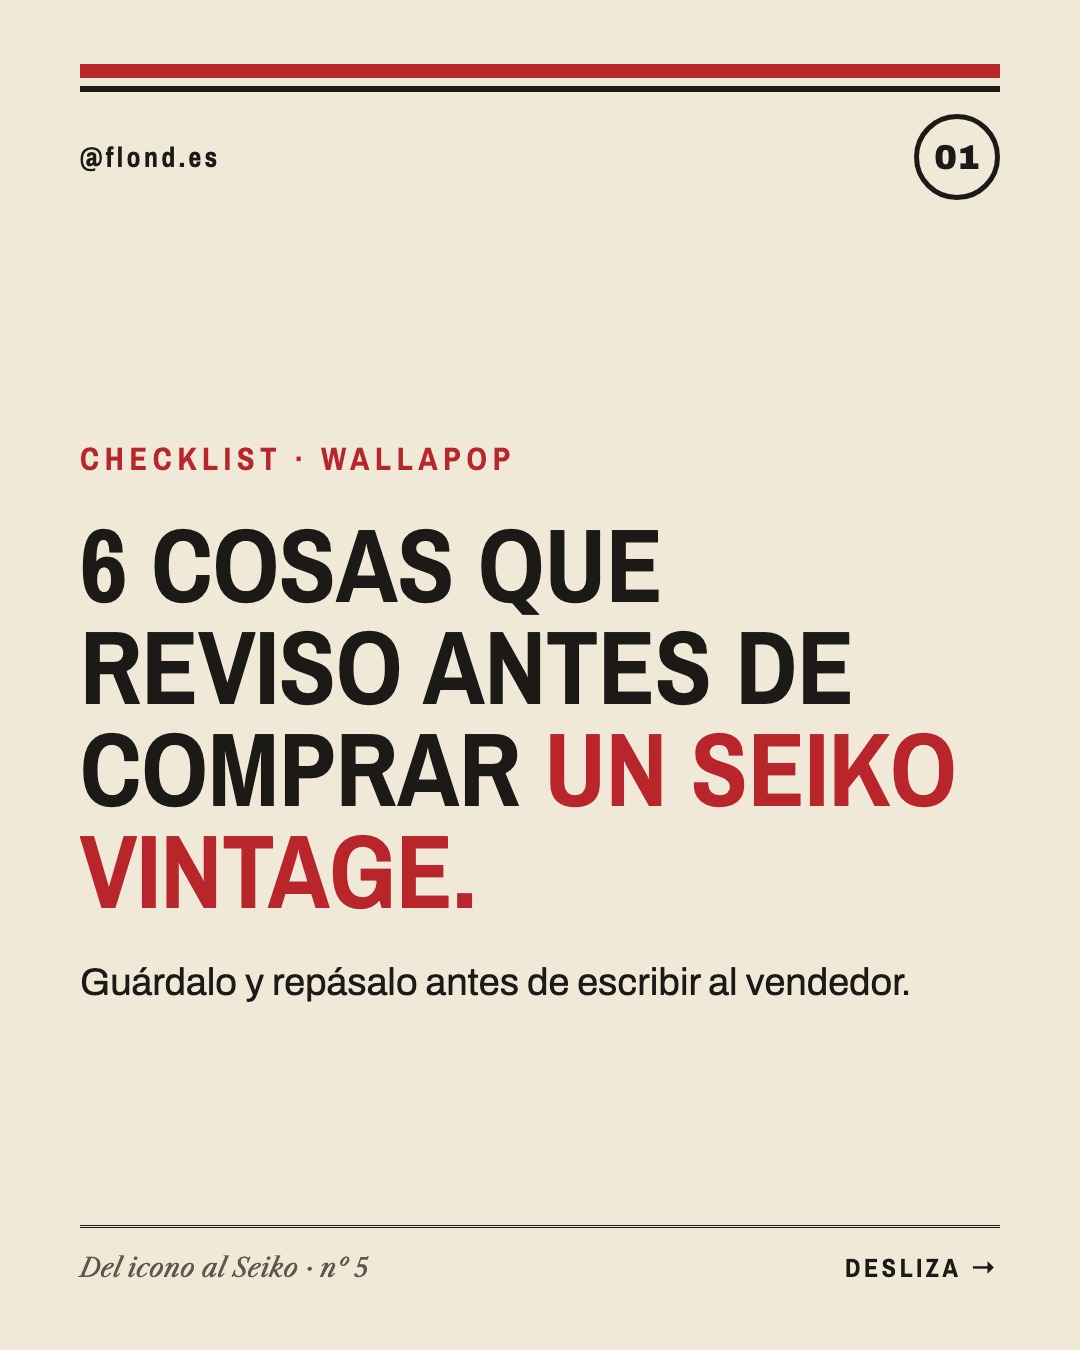 @flond.es
01
CHECKLIST · WALLAPOP
6 COSAS QUE
REVISO ANTES DE
COMPRAR UN SEIKO
VINTAGE.
Guárdalo y repásalo antes de escribir al vendedor.
Del icono al Seiko · nº 5
DESLIZA →